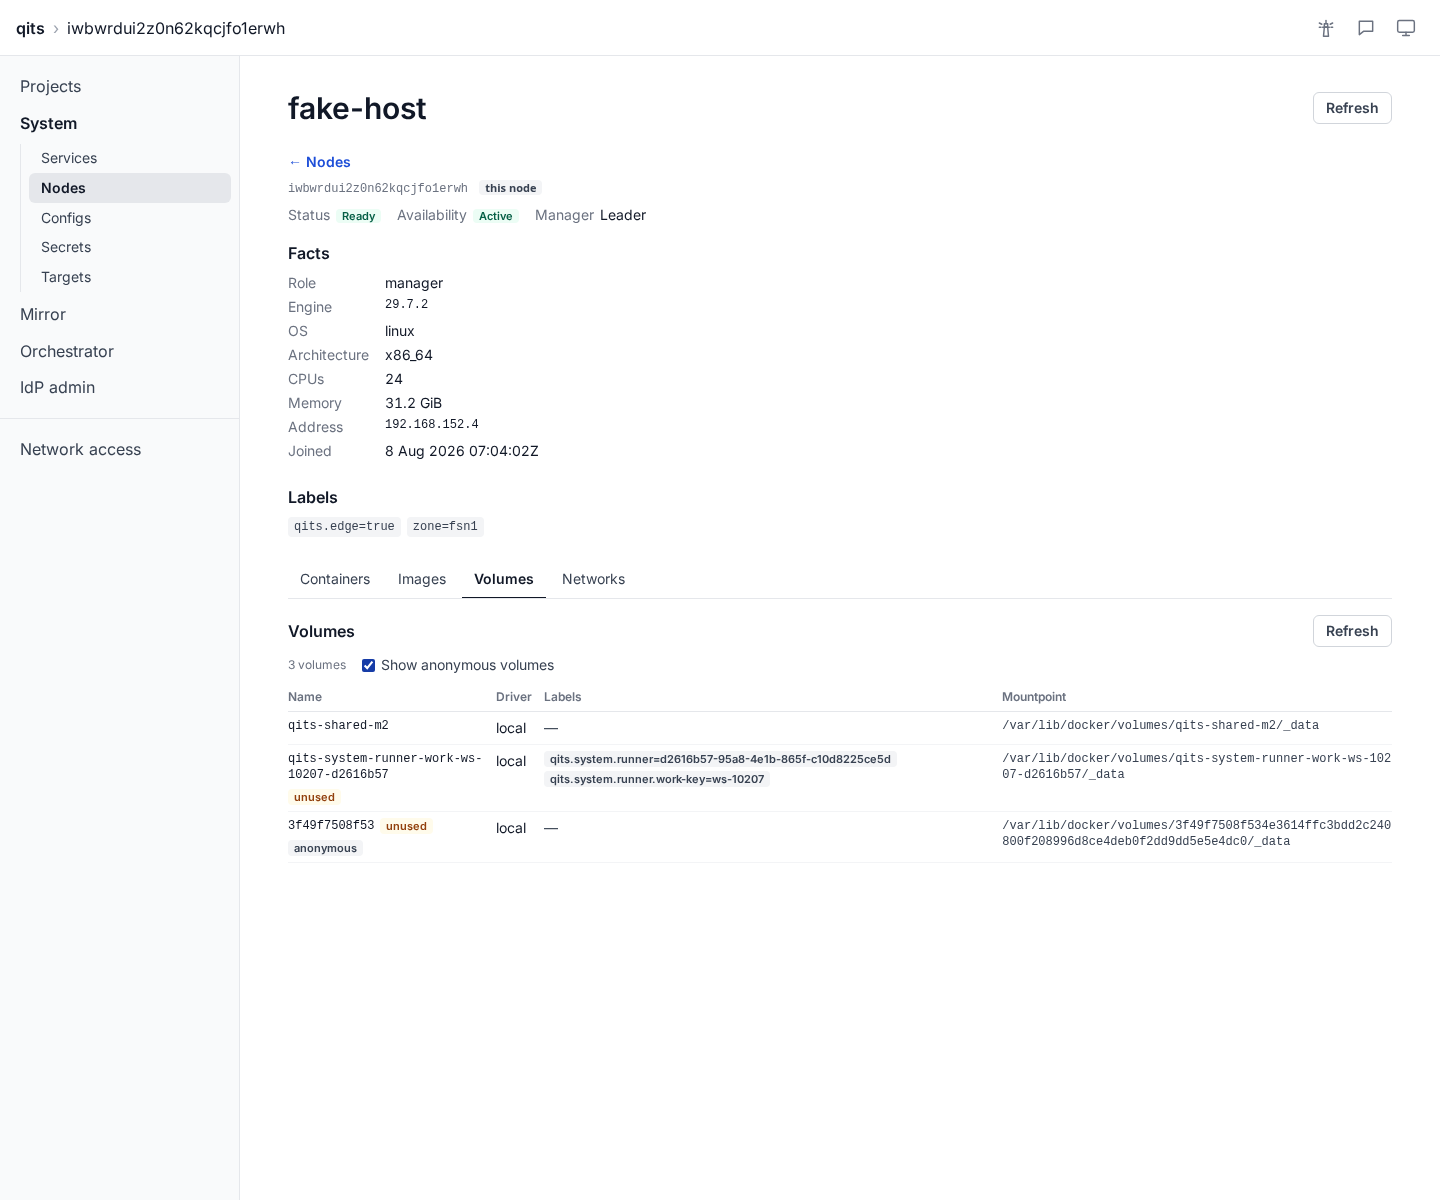 qits › iwbwrdui2z0n62kqcjfo1erwh
Projects
System
Services
Nodes
Configs
Secrets
Targets
Mirror
Orchestrator
IdP admin
Network access
fake-host
Refresh
← Nodes
iwbwrdui2z0n62kqcjfo1erwh this node
Status Ready Availability Active Manager Leader
Facts
Role manager
Engine 29.7.2
OS linux
Architecture x86_64
CPUs 24
Memory 31.2 GiB
Address 192.168.152.4
Joined 8 Aug 2026 07:04:02Z
Labels
qits.edge=true zone=fsn1
Containers Images Volumes Networks
Volumes
Refresh
3 volumes Show anonymous volumes
Name Driver Labels Mountpoint
qits-shared-m2 local — /var/lib/docker/volumes/qits-shared-m2/_data
qits-system-runner-work-ws- local qits.system.runner=d2616b57-95a8-4e1b-865f-c10d8225ce5d /var/lib/docker/volumes/qits-system-runner-work-ws-102
10207-d2616b57 qits.system.runner.work-key=ws-10207 07-d2616b57/_data
unused
3f49f7508f53 unused local — /var/lib/docker/volumes/3f49f7508f534e3614ffc3bdd2c240
anonymous 800f208996d8ce4deb0f2dd9dd5e5e4dc0/_data